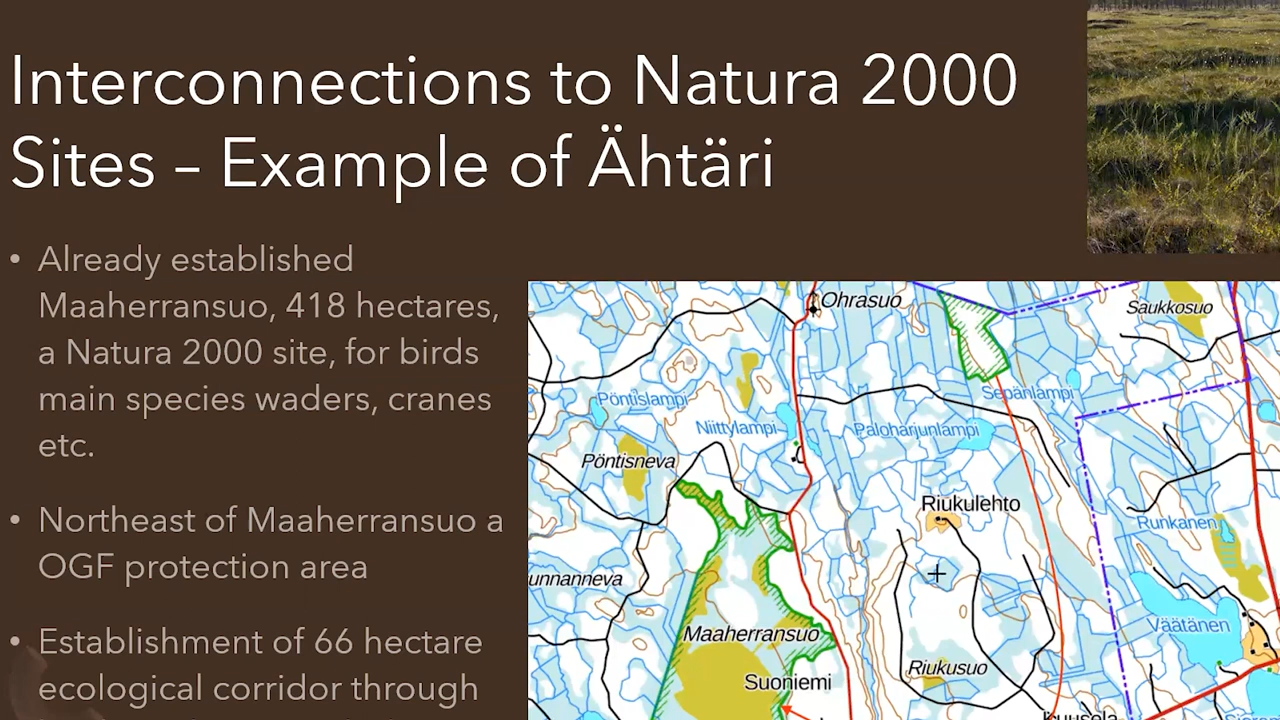 Interconnections to Natura 2000
Sites – Example of Ähtäri
• Already established
Maaherransuo, 418 hectares,
a Natura 2000 site, for birds
main species waders, cranes
etc.
• Northeast of Maaherransuo a
OGF protection area
• Establishment of 66 hectare
ecological corridor through
Ohrasuo
Saukkosuo
Sepänlampi
Pöntislampi
Niittylampi
Paloharjunlampi
Pöntisneva
Riukulehto
Runkanen
unnanneva
Väätänen
Maaherransuo
Riukusuo
Suoniemi